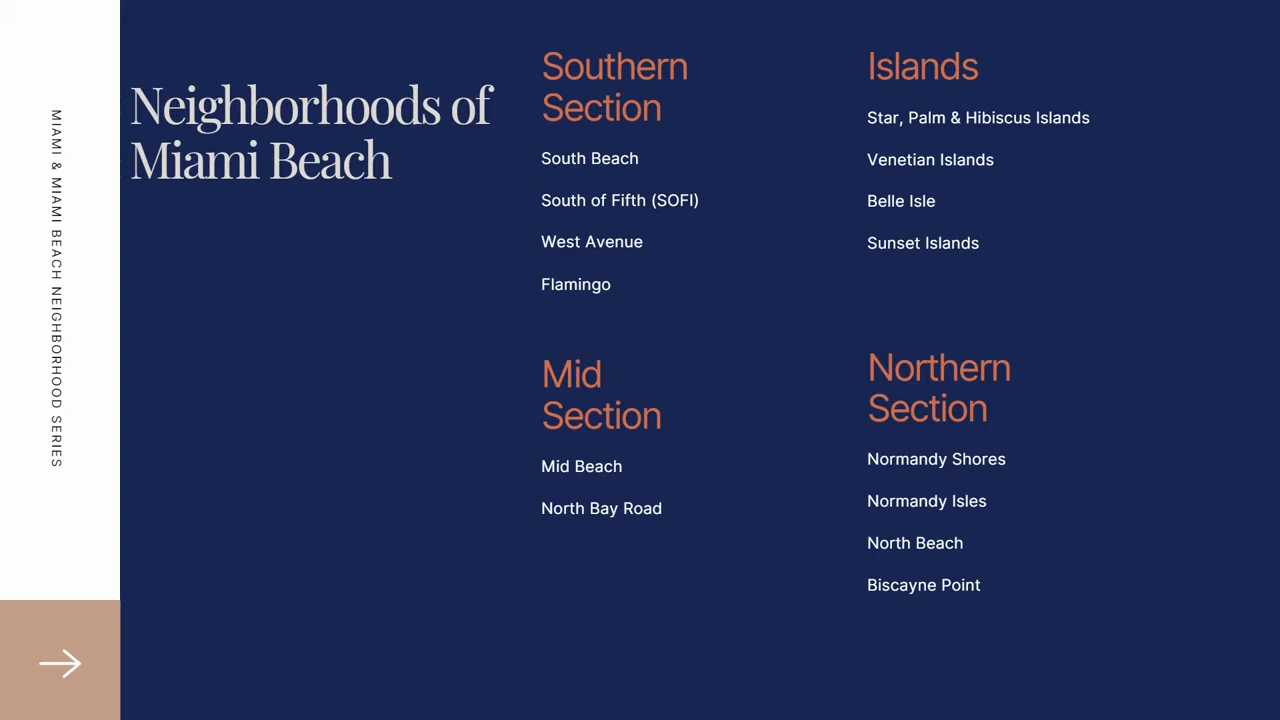 MIAMI & MIAMI BEACH NEIGHBORHOOD SERIES
Neighborhoods of
Miami Beach
Southern
Section
South Beach
South of Fifth (SOFI)
West Avenue
Flamingo
Mid
Section
Mid Beach
North Bay Road
Islands
Star, Palm & Hibiscus Islands
Venetian Islands
Belle Isle
Sunset Islands
Northern
Section
Normandy Shores
Normandy Isles
North Beach
Biscayne Point